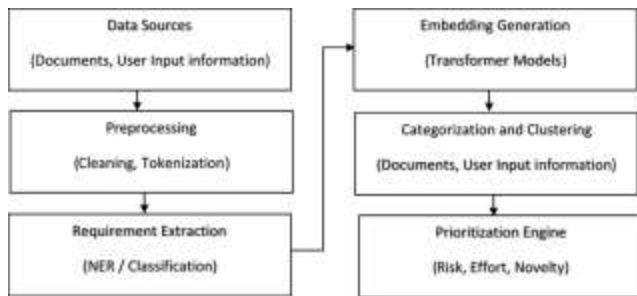 Data Sources
(Documents, User Input information)
Preprocessing
(Cleaning, Tokenization)
Requirement Extraction
(NER / Classification)
Embedding Generation
(Transformer Models)
Categorization and Clustering
(Documents, User Input information)
Prioritization Engine
(Risk, Effort, Novelty)